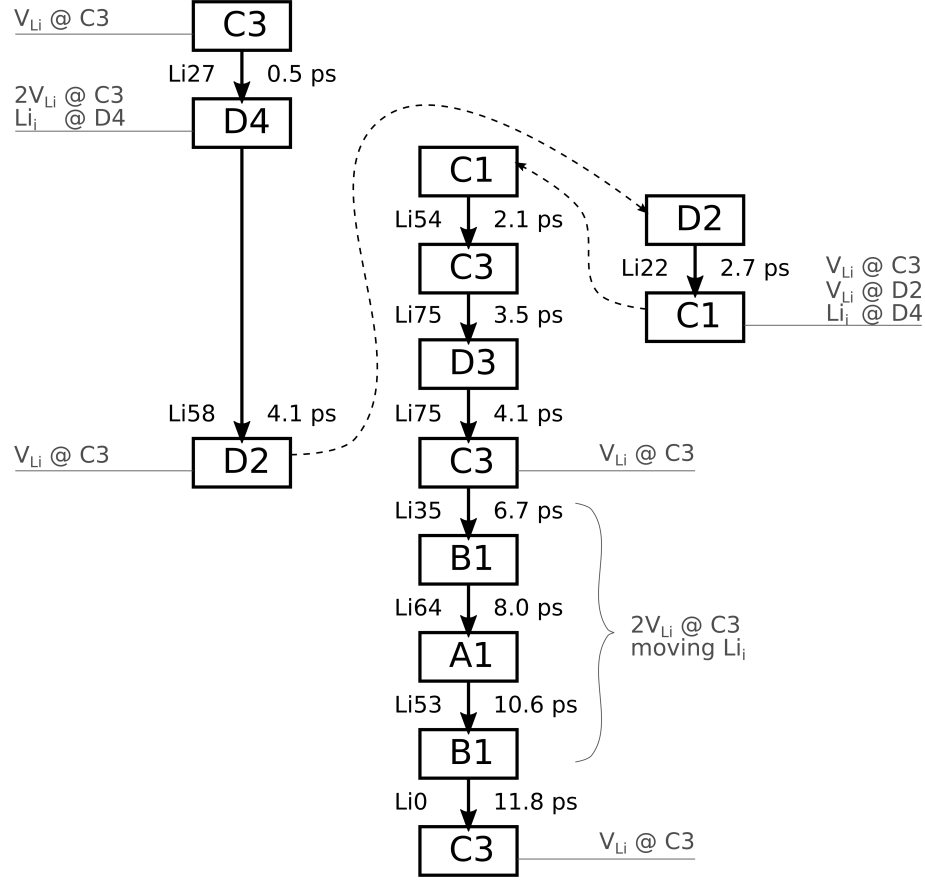 V_Li @ C3
C3
Li27 0.5 ps
2V_Li @ C3
Li_i @ D4
D4
Li58 4.1 ps
V_Li @ C3
D2
C1
Li54 2.1 ps
C3
Li75 3.5 ps
D3
Li75 4.1 ps
C3
V_Li @ C3
Li35 6.7 ps
B1
Li64 8.0 ps
A1
2V_Li @ C3
moving Li_i
Li53 10.6 ps
B1
Li0 11.8 ps
C3
V_Li @ C3
D2
Li22 2.7 ps
C1
V_Li @ C3
V_Li @ D2
Li_i @ D4